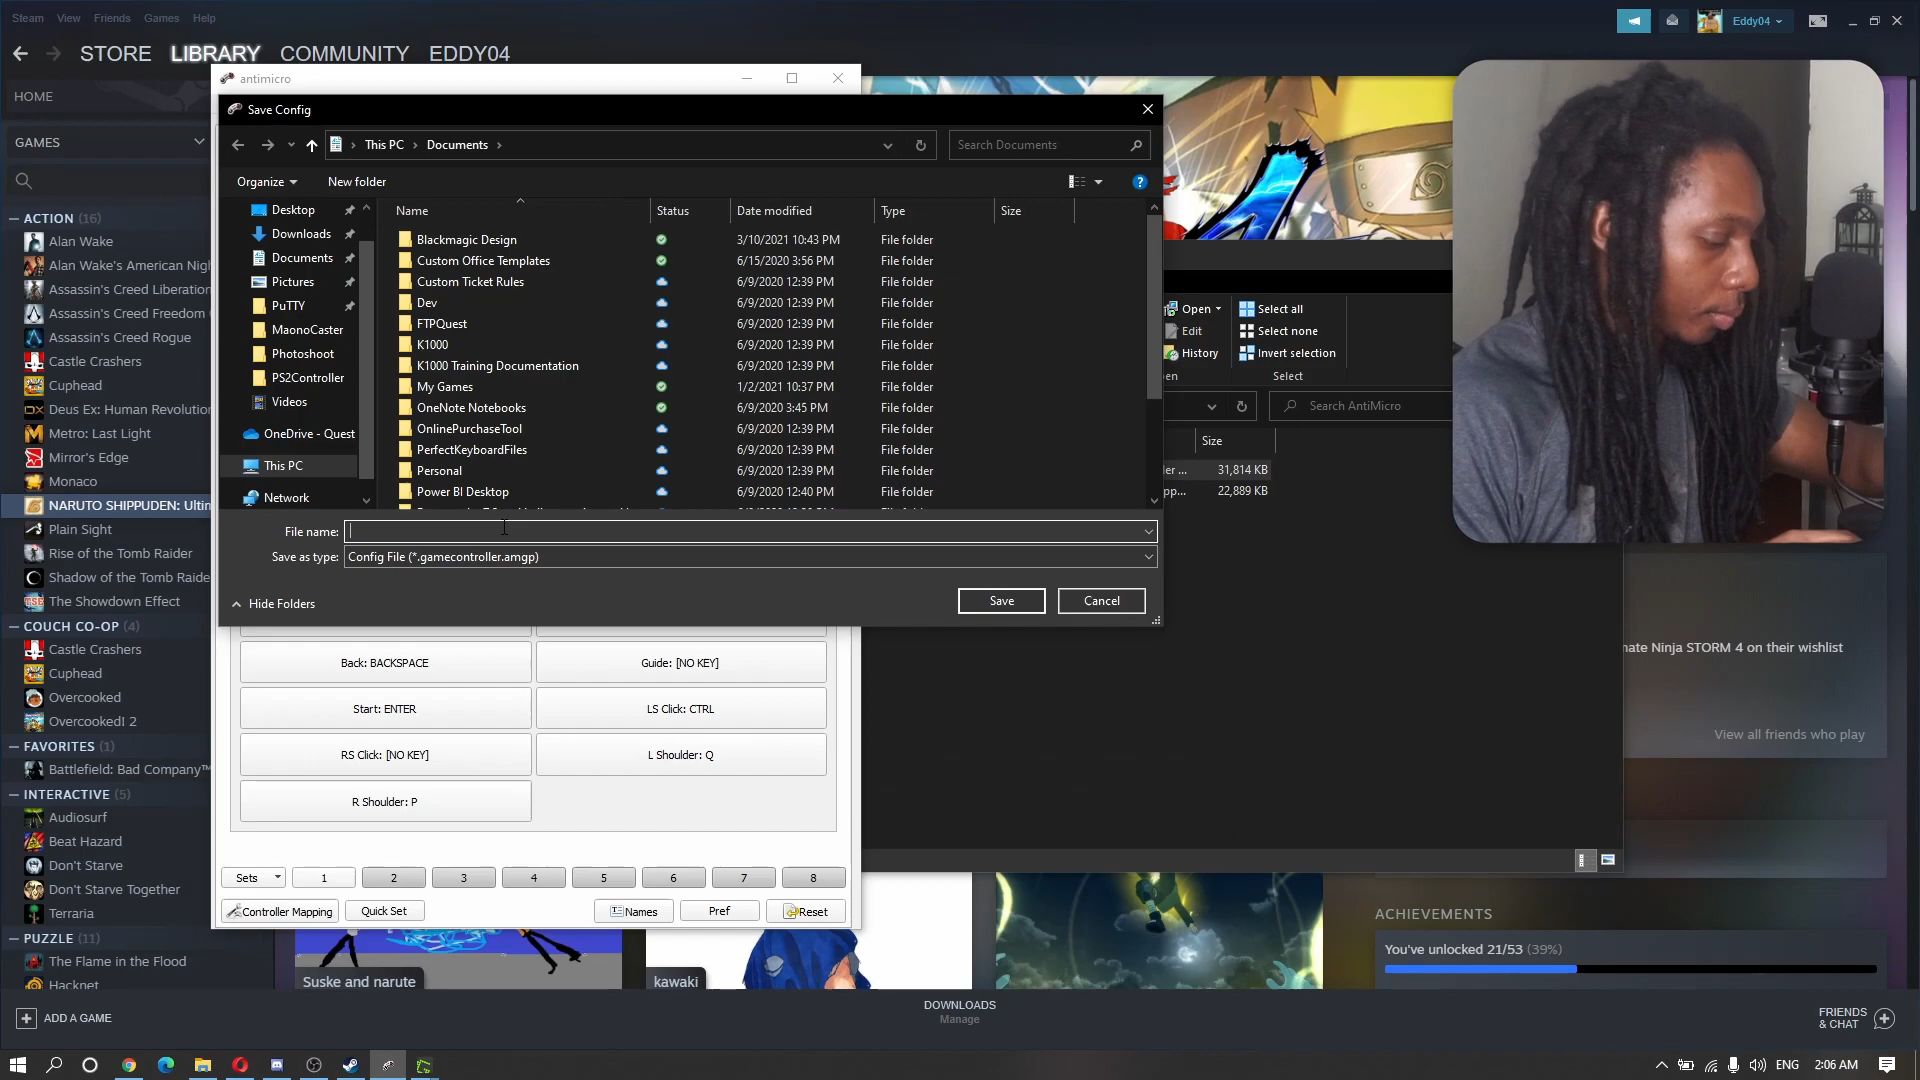 Steam View Friends Games Help
Eddy04
STORE LIBRARY COMMUNITY EDDY04
antimicro
HOME
Save Config
GAMES
This PC > Documents >
Search Documents
Organize
New folder
ACTION (16)
Alan Wake
Alan Wake's American Nigh
Assassin's Creed Liberation
Assassin's Creed Freedom
Assassin's Creed Rogue
Castle Crashers
Cuphead
Deus Ex: Human Revolution
Metro: Last Light
Mirror's Edge
Monaco
NARUTO SHIPPUDEN: Ultim
Plain Sight
Rise of the Tomb Raider
Shadow of the Tomb Raide
The Showdown Effect
COUCH CO-OP (4)
Castle Crashers
Cuphead
Overcooked
Overcooked! 2
FAVORITES (1)
Battlefield: Bad Company™
INTERACTIVE (5)
Audiosurf
Beat Hazard
Don't Starve
Don't Starve Together
Terraria
PUZZLE (11)
The Flame in the Flood
Hacknet
Desktop
Downloads
Documents
Pictures
PuTTY
MaonoCaster
Photoshoot
PS2Controller
Videos
OneDrive - Quest
This PC
Network
Name Status Date modified Type Size
Blackmagic Design 3/10/2021 10:43 PM File folder
Custom Office Templates 6/15/2020 3:56 PM File folder
Custom Ticket Rules 6/9/2020 12:39 PM File folder
Dev 6/9/2020 12:39 PM File folder
FTPQuest 6/9/2020 12:39 PM File folder
K1000 6/9/2020 12:39 PM File folder
K1000 Training Documentation 6/9/2020 12:39 PM File folder
My Games 1/2/2021 10:37 PM File folder
OneNote Notebooks 6/9/2020 3:45 PM File folder
OnlinePurchaseTool 6/9/2020 12:39 PM File folder
PerfectKeyboardFiles 6/9/2020 12:39 PM File folder
Personal 6/9/2020 12:39 PM File folder
Power BI Desktop 6/9/2020 12:40 PM File folder
File name:
Save as type: Config File (*.gamecontroller.amgp)
Hide Folders
Save
Cancel
Open
Edit
History
Select all
Select none
Invert selection
en
Select
Search AntiMicro
Size
er ... 31,814 KB
pp... 22,889 KB
Back: BACKSPACE
Guide: [NO KEY]
Start: ENTER
LS Click: CTRL
RS Click: [NO KEY]
L Shoulder: Q
R Shoulder: P
Sets 1 2 3 4 5 6 7 8
Controller Mapping
Quick Set
Names
Pref
Reset
nate Ninja STORM 4 on their wishlist
View all friends who play
ACHIEVEMENTS
You've unlocked 21/53 (39%)
Suske and narute
kawaki
ADD A GAME
DOWNLOADS
Manage
FRIENDS
& CHAT
ENG
2:06 AM